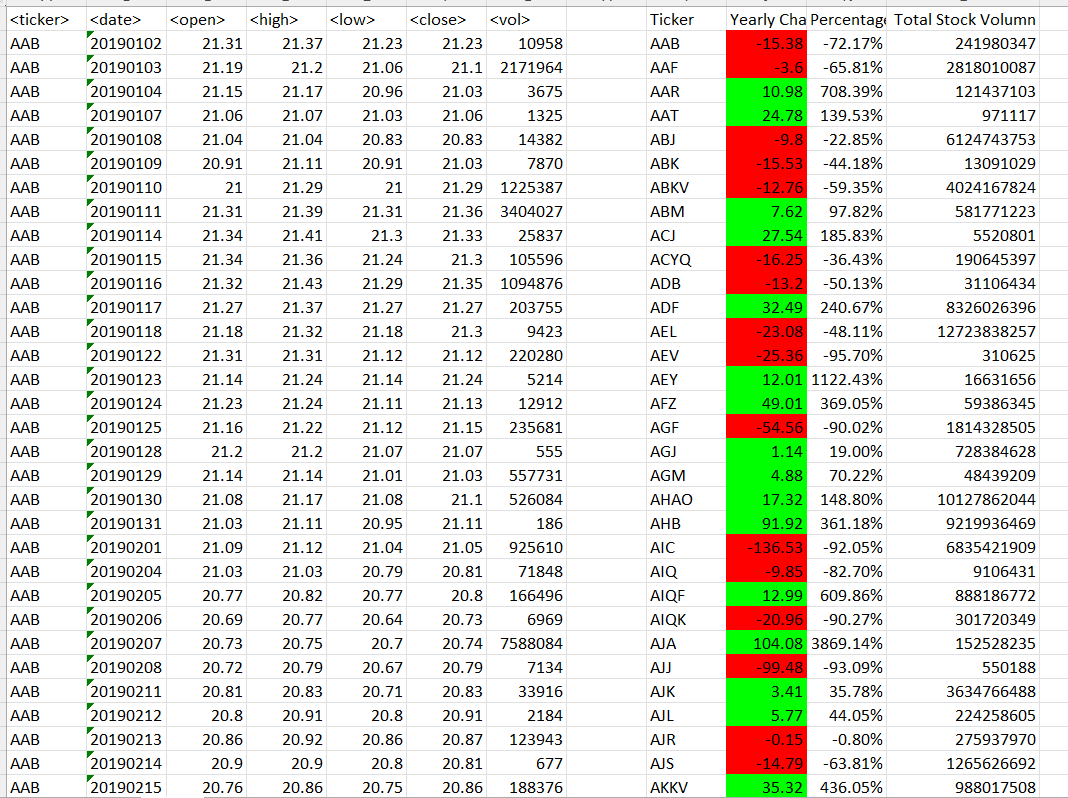 <ticker> <date> <open> <high> <low> <close> <vol> Ticker Yearly Cha Percentage Total Stock Volumn
AAB 20190102 21.31 21.37 21.23 21.23 10958 AAB -15.38 -72.17% 241980347
AAB 20190103 21.19 21.2 21.06 21.1 2171964 AAF -3.6 -65.81% 2818010087
AAB 20190104 21.15 21.17 20.96 21.03 3675 AAR 10.98 708.39% 121437103
AAB 20190107 21.06 21.07 21.03 21.06 1325 AAT 24.78 139.53% 971117
AAB 20190108 21.04 21.04 20.83 20.83 14382 ABJ -9.8 -22.85% 6124743753
AAB 20190109 20.91 21.11 20.91 21.03 7870 ABK -15.53 -44.18% 13091029
AAB 20190110 21 21.29 21 21.29 1225387 ABKV -12.76 -59.35% 4024167824
AAB 20190111 21.31 21.39 21.31 21.36 3404027 ABM 7.62 97.82% 581771223
AAB 20190114 21.34 21.41 21.3 21.33 25837 ACJ 27.54 185.83% 5520801
AAB 20190115 21.34 21.36 21.24 21.3 105596 ACYQ -16.25 -36.43% 190645397
AAB 20190116 21.32 21.43 21.29 21.35 1094876 ADB -13.2 -50.13% 31106434
AAB 20190117 21.27 21.37 21.27 21.27 203755 ADF 32.49 240.67% 8326026396
AAB 20190118 21.18 21.32 21.18 21.3 9423 AEL -23.08 -48.11% 12723838257
AAB 20190122 21.31 21.31 21.12 21.12 220280 AEV -25.36 -95.70% 310625
AAB 20190123 21.14 21.24 21.14 21.24 5214 AEY 12.01 1122.43% 16631656
AAB 20190124 21.23 21.24 21.11 21.13 12912 AFZ 49.01 369.05% 59386345
AAB 20190125 21.16 21.22 21.12 21.15 235681 AGF -54.56 -90.02% 1814328505
AAB 20190128 21.2 21.2 21.07 21.07 555 AGJ 1.14 19.00% 728384628
AAB 20190129 21.14 21.14 21.01 21.03 557731 AGM 4.88 70.22% 48439209
AAB 20190130 21.08 21.17 21.08 21.1 526084 AHAO 17.32 148.80% 10127862044
AAB 20190131 21.03 21.11 20.95 21.11 186 AHB 91.92 361.18% 9219936469
AAB 20190201 21.09 21.12 21.04 21.05 925610 AIC -136.53 -92.05% 6835421909
AAB 20190204 21.03 21.03 20.79 20.81 71848 AIQ -9.85 -82.70% 9106431
AAB 20190205 20.77 20.82 20.77 20.8 166496 AIQF 12.99 609.86% 888186772
AAB 20190206 20.69 20.77 20.64 20.73 6969 AIQK -20.96 -90.27% 301720349
AAB 20190207 20.73 20.75 20.7 20.74 7588084 AJA 104.08 3869.14% 152528235
AAB 20190208 20.72 20.79 20.67 20.79 7134 AJJ -99.48 -93.09% 550188
AAB 20190211 20.81 20.83 20.71 20.83 33916 AJK 3.41 35.78% 3634766488
AAB 20190212 20.8 20.91 20.8 20.91 2184 AJL 5.77 44.05% 224258605
AAB 20190213 20.86 20.92 20.86 20.87 123943 AJR -0.15 -0.80% 275937970
AAB 20190214 20.9 20.9 20.8 20.81 677 AJS -14.79 -63.81% 1265626692
AAB 20190215 20.76 20.86 20.75 20.86 188376 AKKV 35.32 436.05% 988017508